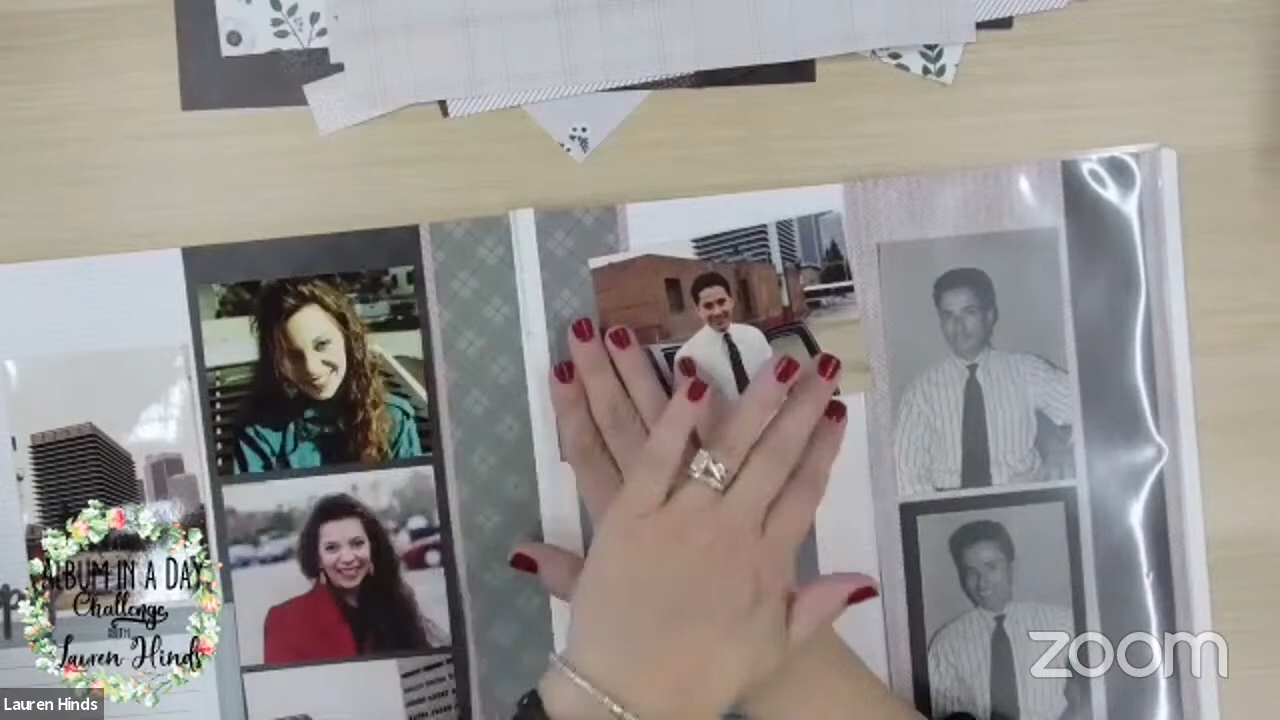 ALBUM IN A DAY
Challenge
WITH
Lauren Hinds
zoom
Lauren Hinds